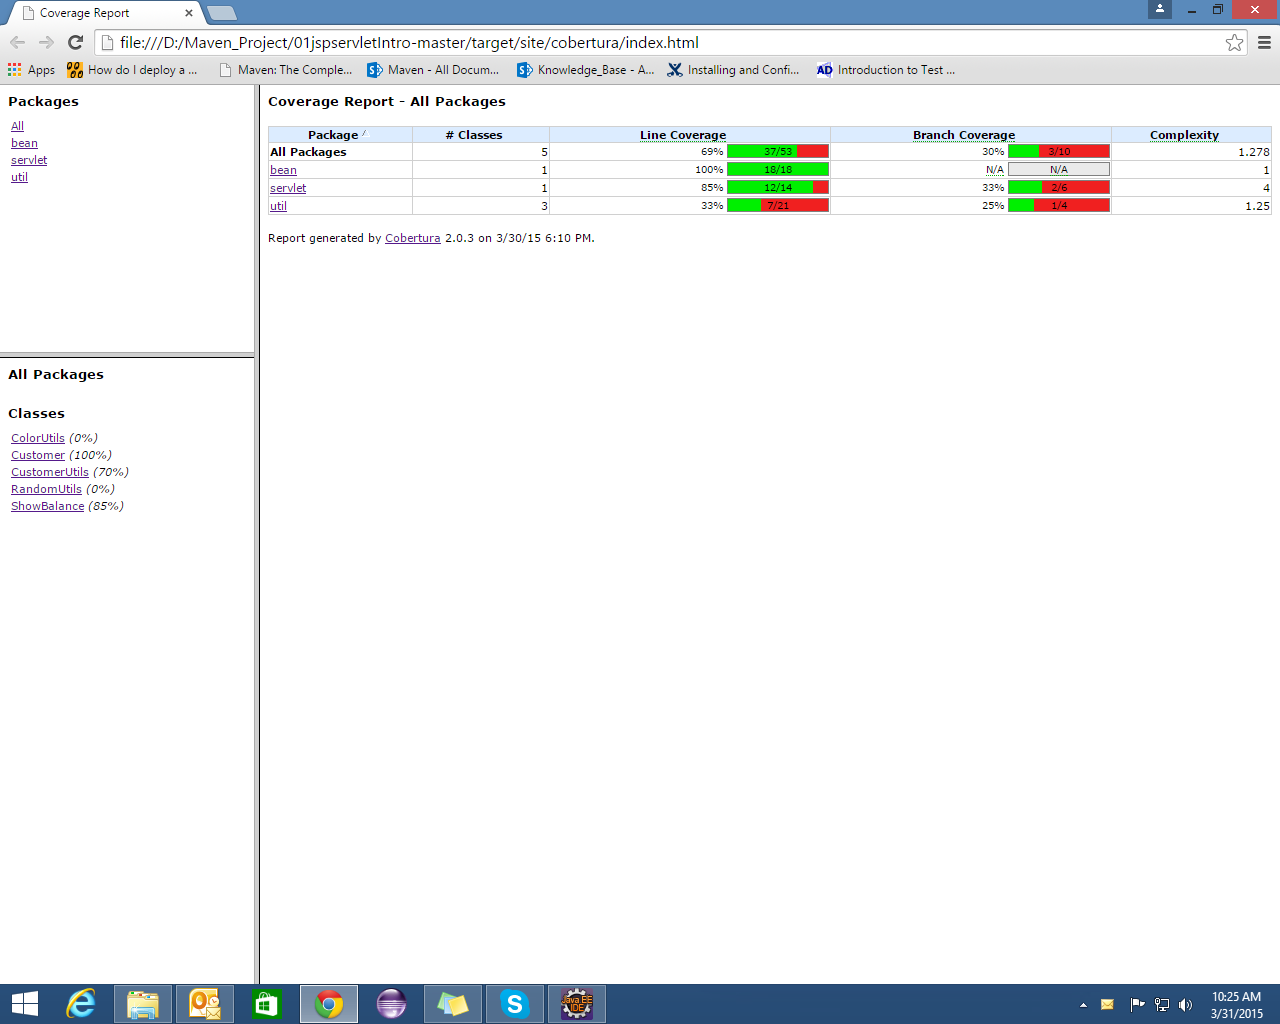 Coverage Report
file:///D:/Maven_Project/01jspservletIntro-master/target/site/cobertura/index.html
Apps How do I deploy a ... Maven: The Comple... Maven - All Docum... Knowledge_Base - A... Installing and Confi... AD Introduction to Test ...
Packages
All
bean
servlet
util
All Packages
Classes
ColorUtils (0%)
Customer (100%)
CustomerUtils (70%)
RandomUtils (0%)
ShowBalance (85%)
Coverage Report - All Packages
Package # Classes Line Coverage Branch Coverage Complexity
All Packages 5 69% 37/53 30% 3/10 1.278
bean 1 100% 18/18 N/A N/A 1
servlet 1 85% 12/14 33% 2/6 4
util 3 33% 7/21 25% 1/4 1.25
Report generated by Cobertura 2.0.3 on 3/30/15 6:10 PM.
Java EE
IDE
10:25 AM
3/31/2015